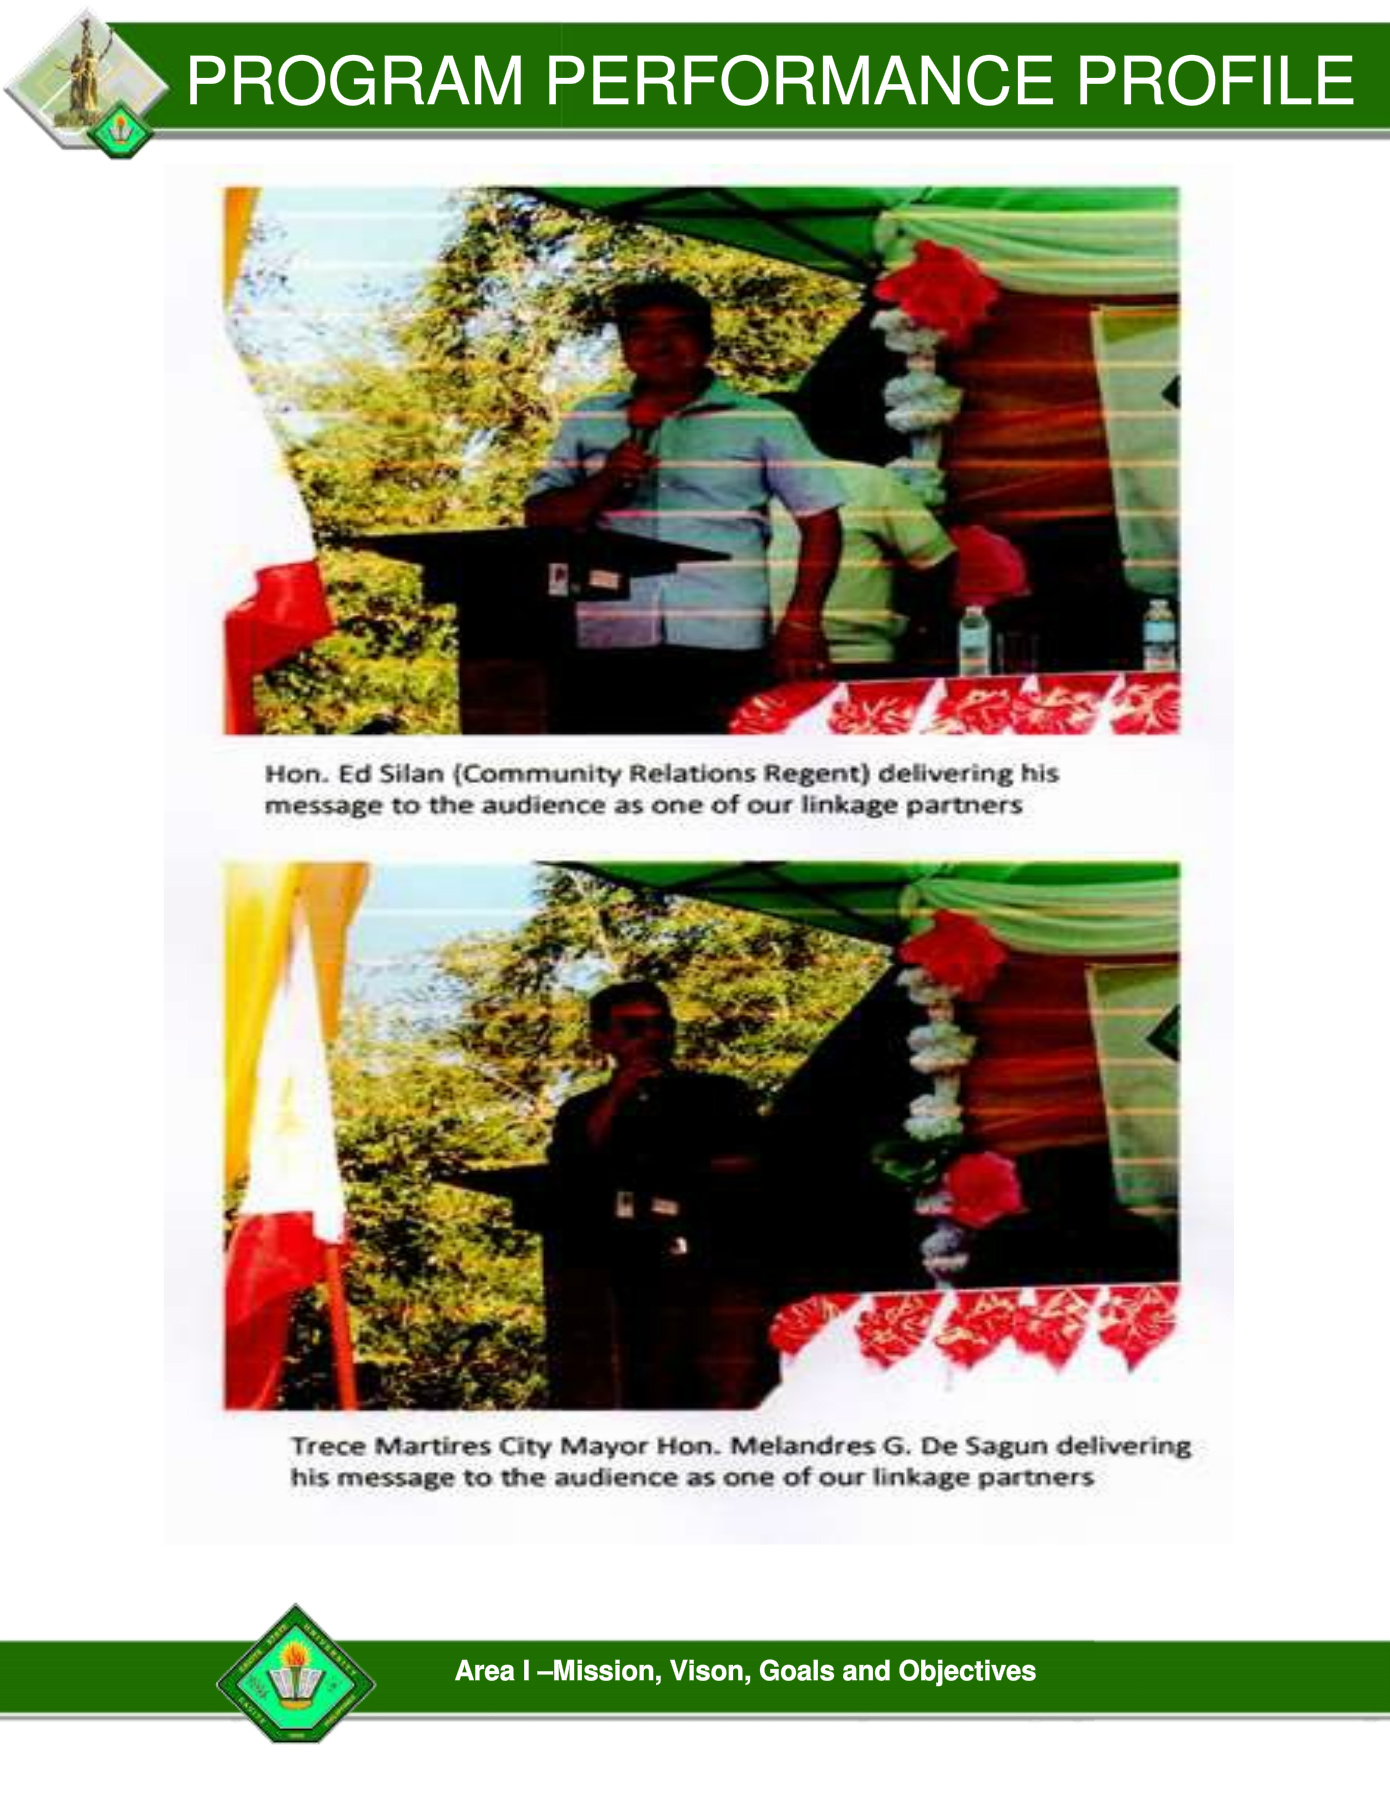 PROGRAM PERFORMANCE PROFILE
Hon. Ed Silan (Community Relations Regent) delivering his
message to the audience as one of our linkage partners
Trece Martires City Mayor Hon. Melandres G. De Sagun delivering
his message to the audience as one of our linkage partners
Area I –Mission, Vison, Goals and Objectives